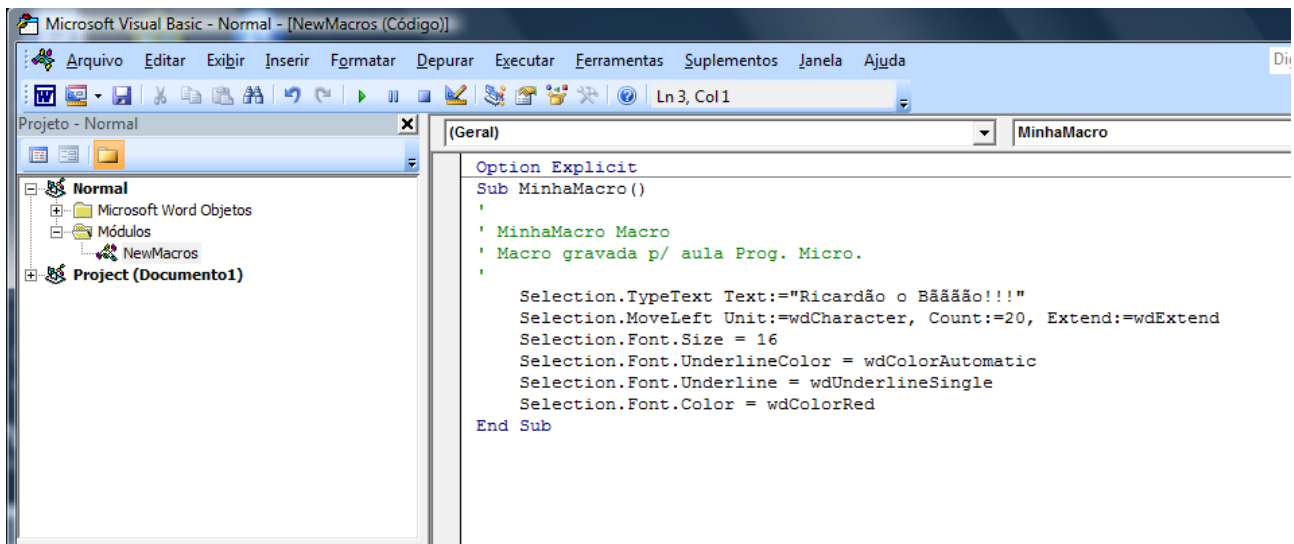 Microsoft Visual Basic - Normal - [NewMacros (Código)]
Arquivo Editar Exibir Inserir Formatar Depurar Executar Ferramentas Suplementos Janela Ajuda
Ln 3, Col 1
Projeto - Normal
(Geral) MinhaMacro
Normal
Microsoft Word Objetos
Módulos
NewMacros
Project (Documento1)
Option Explicit
Sub MinhaMacro()
'
' MinhaMacro Macro
' Macro gravada p/ aula Prog. Micro.
'
Selection.TypeText Text:="Ricardão o Bãããão!!!"
Selection.MoveLeft Unit:=wdCharacter, Count:=20, Extend:=wdExtend
Selection.Font.Size = 16
Selection.Font.UnderlineColor = wdColorAutomatic
Selection.Font.Underline = wdUnderlineSingle
Selection.Font.Color = wdColorRed
End Sub